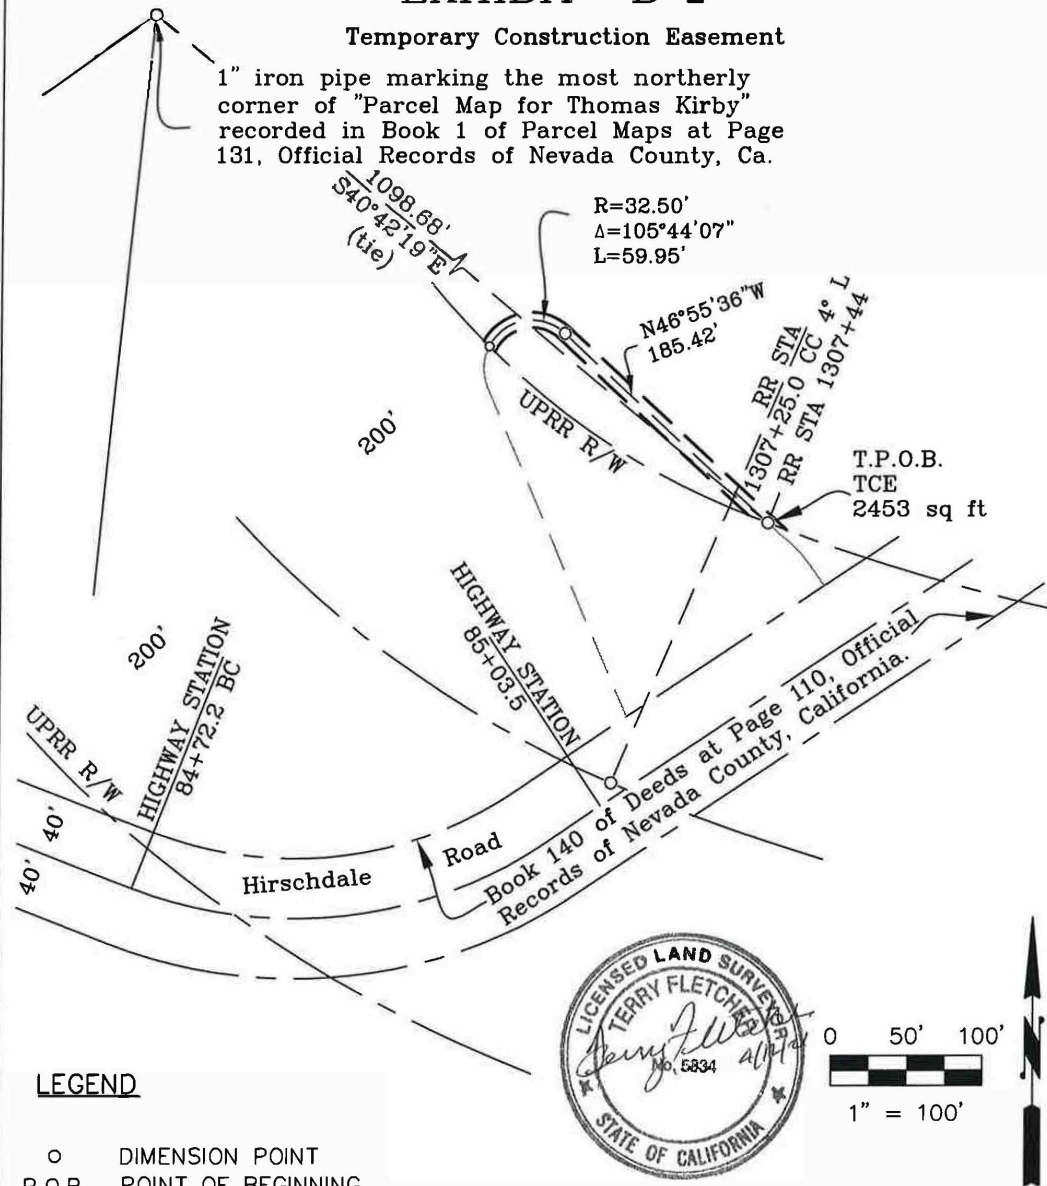 Temporary Construction Easement
1" iron pipe marking the most northerly
corner of "Parcel Map for Thomas Kirby"
recorded in Book 1 of Parcel Maps at Page
131, Official Records of Nevada County, Ca.
1098.68'
S40°42'19"E
(tie)
R=32.50'
Δ=105°44'07"
L=59.95'
N46°55'36"W
185.42'
RR STA
1307+25.0 CC 4° L
RR STA 1307+44
200'
UPRR R/W
T.P.O.B.
TCE
2453 sq ft
HIGHWAY STATION
85+03.5
200'
HIGHWAY STATION
84+72.2 BC
UPRR R/W
40'
40'
Hirschdale Road
Book 140 of Deeds at Page 110, Official
Records of Nevada County, California.
LICENSED LAND SURVEYOR
TERRY FLETCHER
No. 5834
STATE OF CALIFORNIA
0 50' 100'
1" = 100'
N
LEGEND
DIMENSION POINT
P.O.B. POINT OF BEGINNING